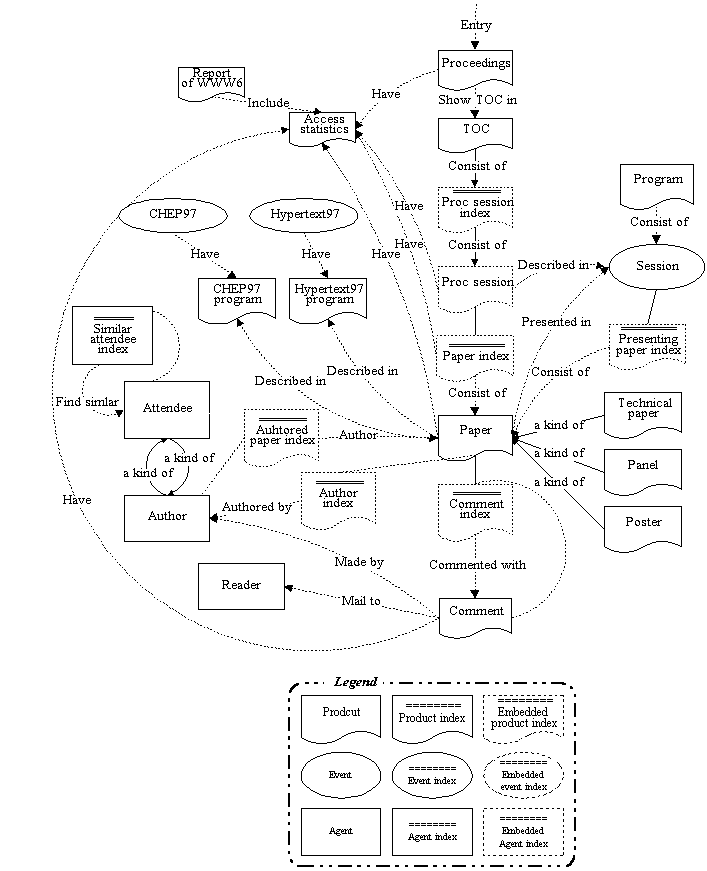 Entry
Proceedings
Report
of WWW6
Have
Show TOC in
Include
Access
statistics
TOC
Consist of
Program
Proc session
index
Have
CHEP97
Hypertext97
Consist of
Consist of
Have
Have
Have
Have
Described in
Session
CHEP97
program
Hypertext97
program
Proc session
Presented in
Similar
attendee
index
Paper index
Presenting
paper index
Described in
Described in
Consist of
Consist of
Find simlar
Attendee
Technical
paper
Auhtored
paper index
Author
Paper
a kind of
a kind of
a kind of
a kind of
Panel
a kind of
Author
index
Comment
index
Have
Authored by
Author
Poster
Made by
Commented with
Reader
Mail to
Comment
Legend
Prodcut
========
Product index
========
Embedded
product index
Event
========
Event index
========
Embedded
event index
Agent
========
Agent index
========
Embedded
Agent index